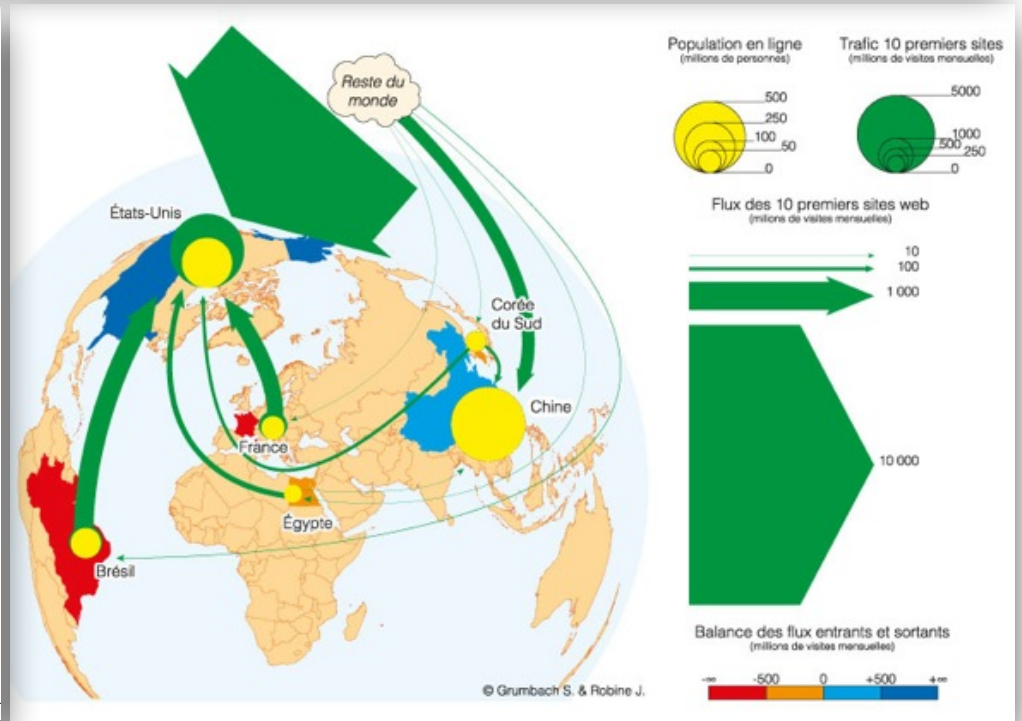 Reste du
monde
États-Unis
Corée
du Sud
Chine
France
Égypte
Brésil
© Grumbach S. & Robine J.
Population en ligne
(millions de personnes)
500
250
100
50
0
Trafic 10 premiers sites
(millions de visites mensuelles)
5000
1000
500
250
0
Flux des 10 premiers sites web
(millions de visites mensuelles)
10
100
1 000
10 000
Balance des flux entrants et sortants
(millions de visites mensuelles)
-∞ -500 0 +500 +∞